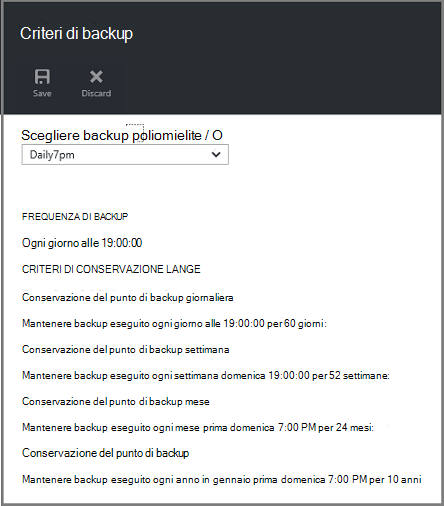 Criteri di backup
Save Discard
Scegliere backup poliomielite / O
Daily7pm
FREQUENZA DI BACKUP
Ogni giorno alle 19:00:00
CRITERI DI CONSERVAZIONE LANGE
Conservazione del punto di backup giornaliera
Mantenere backup eseguito ogni giorno alle 19:00:00 per 60 giorni:
Conservazione del punto di backup settimana
Mantenere backup eseguito ogni settimana domenica 19:00:00 per 52 settimane:
Conservazione del punto di backup mese
Mantenere backup eseguito ogni mese prima domenica 7:00 PM per 24 mesi:
Conservazione del punto di backup
Mantenere backup eseguito ogni anno in gennaio prima domenica 7:00 PM per 10 anni